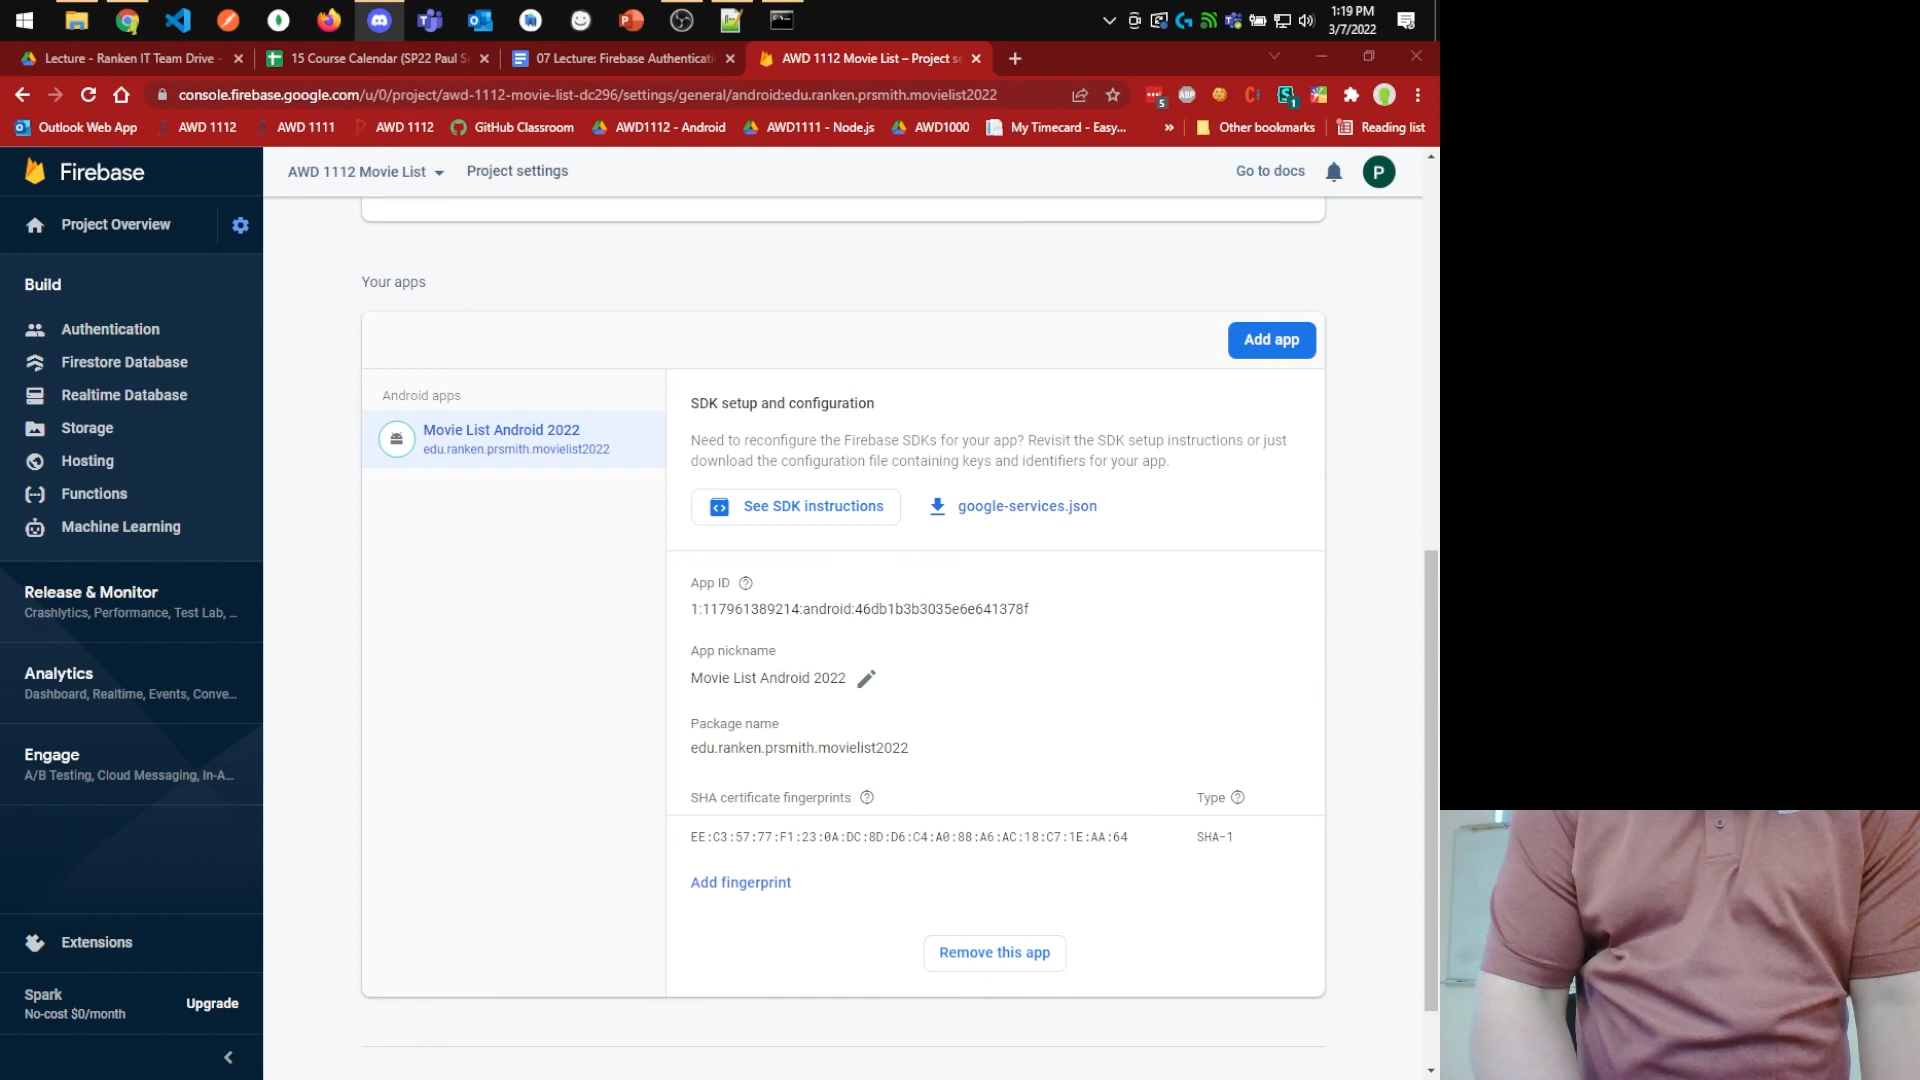 1:19 PM
3/7/2022
Lecture - Ranken IT Team Drive -
15 Course Calendar (SP22 Paul S
07 Lecture: Firebase Authenticati
AWD 1112 Movie List – Project se
console.firebase.google.com/u/0/project/awd-1112-movie-list-dc296/settings/general/android:edu.ranken.prsmith.movielist2022
5
ABP
1
Outlook Web App
AWD 1112
AWD 1111
AWD 1112
GitHub Classroom
AWD1112 - Android
AWD1111 - Node.js
AWD1000
My Timecard - Easy...
»
Other bookmarks
Reading list
Firebase
AWD 1112 Movie List
Project settings
Go to docs
P
Project Overview
Build
Authentication
Firestore Database
Realtime Database
Storage
Hosting
Functions
Machine Learning
Release & Monitor
Crashlytics, Performance, Test Lab, ...
Analytics
Dashboard, Realtime, Events, Conve...
Engage
A/B Testing, Cloud Messaging, In-A...
Extensions
Spark
No-cost $0/month
Upgrade
Your apps
Add app
Android apps
Movie List Android 2022
edu.ranken.prsmith.movielist2022
SDK setup and configuration
Need to reconfigure the Firebase SDKs for your app? Revisit the SDK setup instructions or just
download the configuration file containing keys and identifiers for your app.
See SDK instructions
google-services.json
App ID
1:117961389214:android:46db1b3b3035e6e641378f
App nickname
Movie List Android 2022
Package name
edu.ranken.prsmith.movielist2022
SHA certificate fingerprints
Type
EE:C3:57:77:F1:23:0A:DC:8D:D6:C4:A0:88:A6:AC:18:C7:1E:AA:64
SHA-1
Add fingerprint
Remove this app